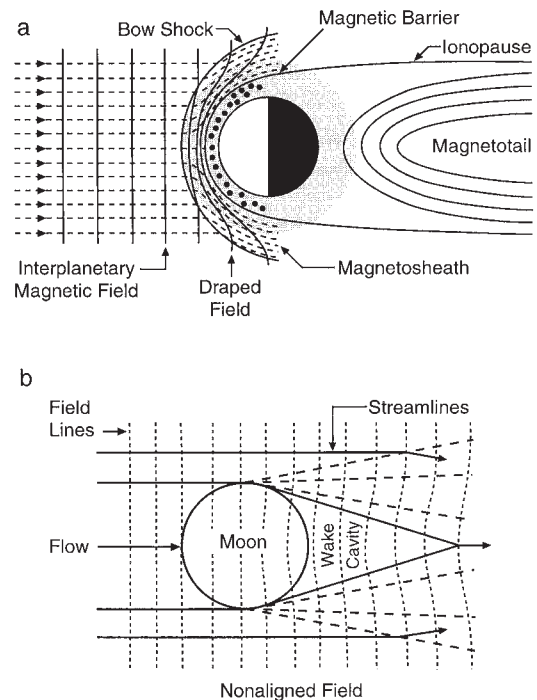 a
Bow Shock
Magnetic Barrier
Ionopause
Magnetotail
Interplanetary
Magnetic Field
Draped
Field
Magnetosheath
b
Field
Lines
Streamlines
Flow
Moon
Wake
Cavity
Nonaligned Field